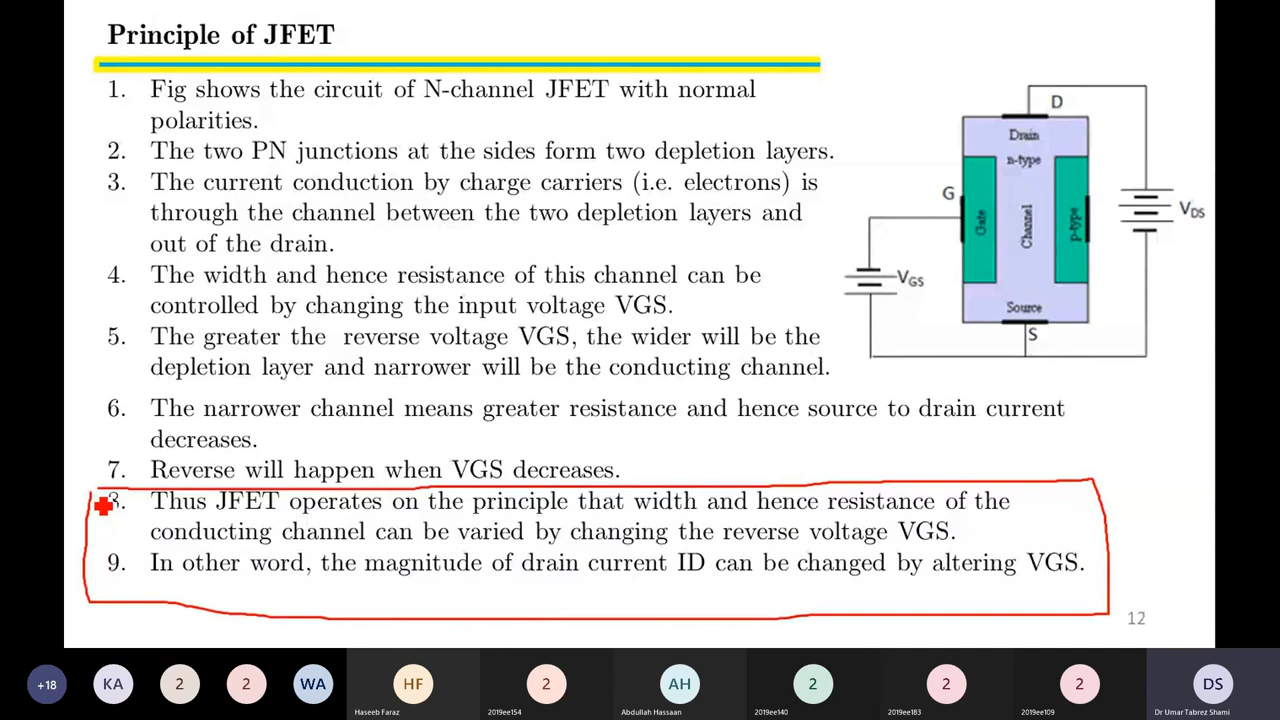 Principle of JFET
1. Fig shows the circuit of N-channel JFET with normal
polarities.
2. The two PN junctions at the sides form two depletion layers.
3. The current conduction by charge carriers (i.e. electrons) is
through the channel between the two depletion layers and
out of the drain.
4. The width and hence resistance of this channel can be
controlled by changing the input voltage VGS.
5. The greater the reverse voltage VGS, the wider will be the
depletion layer and narrower will be the conducting channel.
6. The narrower channel means greater resistance and hence source to drain current
decreases.
7. Reverse will happen when VGS decreases.
8. Thus JFET operates on the principle that width and hence resistance of the
conducting channel can be varied by changing the reverse voltage VGS.
9. In other word, the magnitude of drain current ID can be changed by altering VGS.
D
Drain
n-type
G
Gate
Channel
p-type
VDS
VGS
Source
S
12
+18
KA
2
2
WA
HF
2
AH
2
2
2
DS
Haseeb Faraz
2019ee154
Abdullah Hassaan
2019ee140
2019ee183
2019ee109
Dr Umar Tabrez Shami